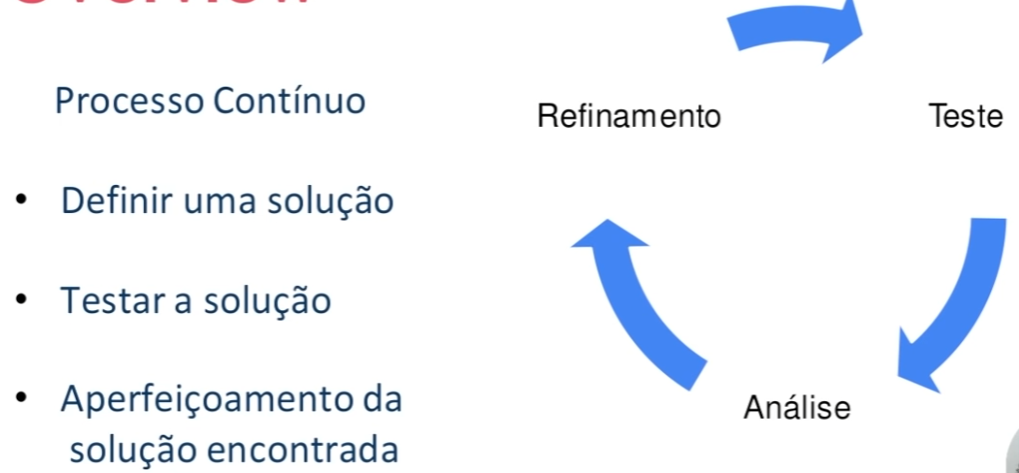 Processo Contínuo
• Definir uma solução
• Testar a solução
• Aperfeiçoamento da
solução encontrada
Refinamento
Teste
Análise